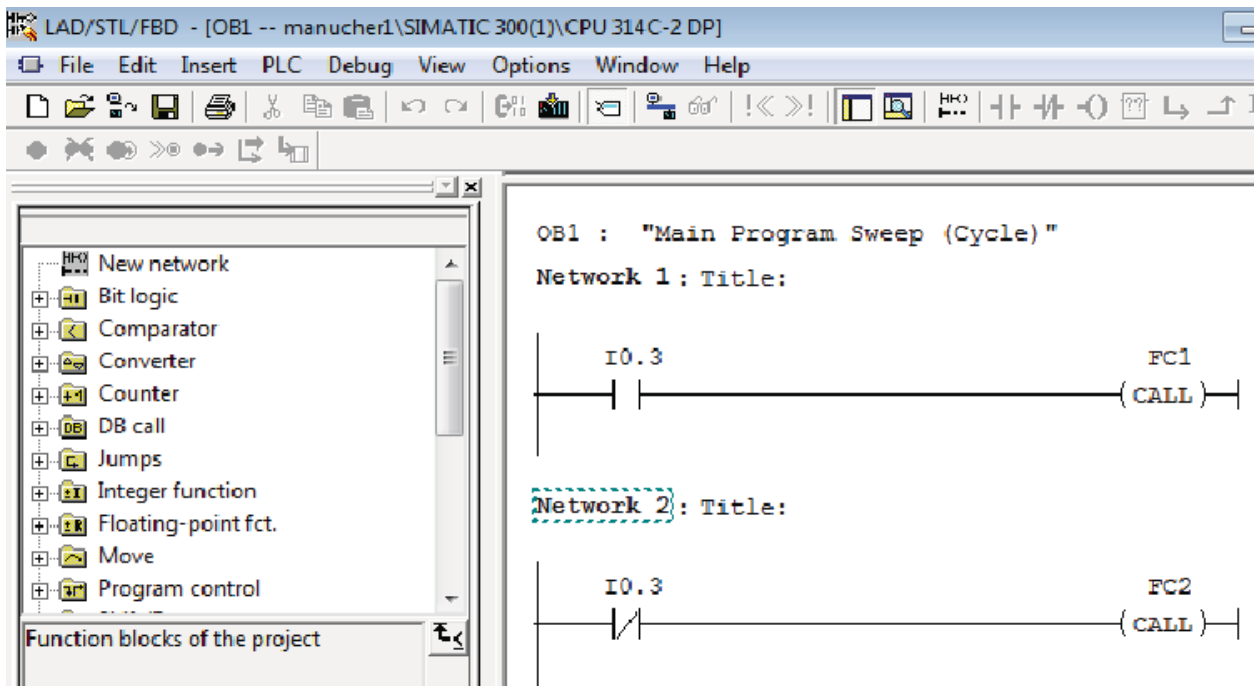 LAD/STL/FBD - [OB1 -- manucher1\SIMATIC 300(1)\CPU 314C-2 DP]
File Edit Insert PLC Debug View Options Window Help
New network
Bit logic
Comparator
Converter
Counter
DB call
Jumps
Integer function
Floating-point fct.
Move
Program control
Function blocks of the project
OB1 : "Main Program Sweep (Cycle)"
Network 1: Title:
I0.3 FC1
CALL
Network 2: Title:
I0.3 FC2
CALL